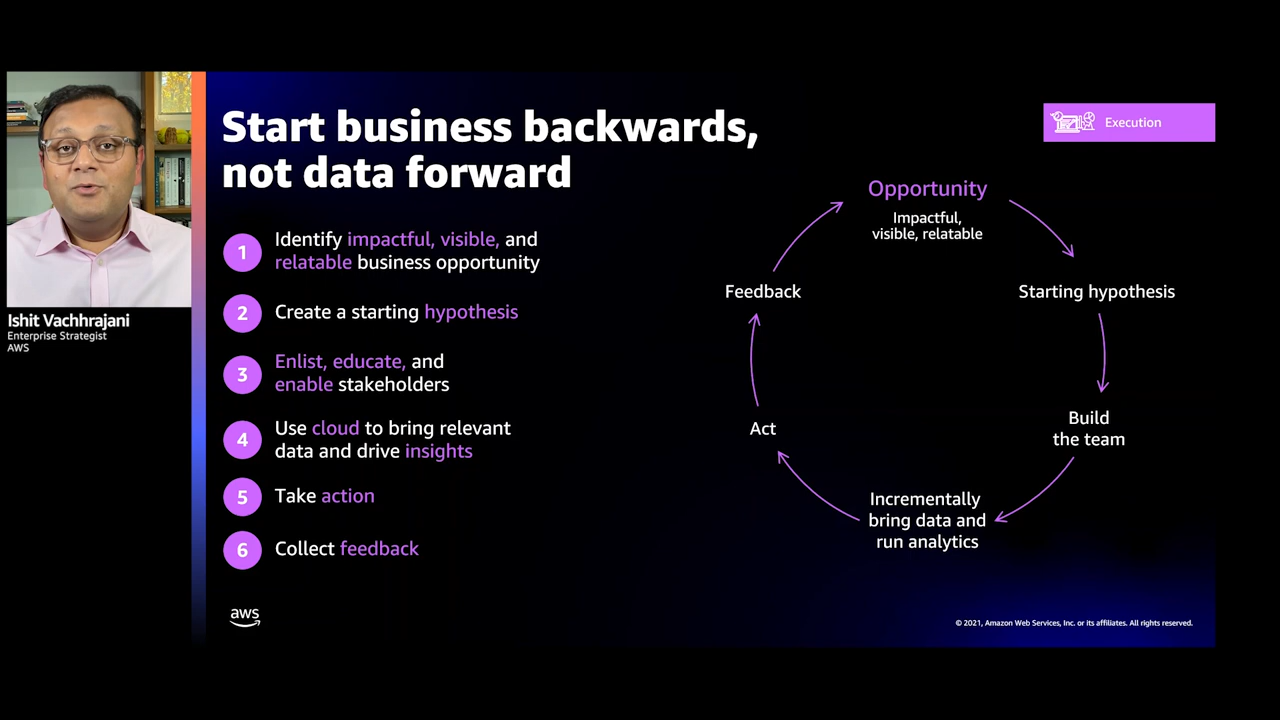 Ishit Vachhrajani
Enterprise Strategist
AWS
Start business backwards,
not data forward
1
Identify impactful, visible, and
relatable business opportunity
2
Create a starting hypothesis
3
Enlist, educate, and
enable stakeholders
4
Use cloud to bring relevant
data and drive insights
5
Take action
6
Collect feedback
aws
Execution
Opportunity
Impactful,
visible, relatable
Starting hypothesis
Build
the team
Incrementally
bring data and
run analytics
Act
Feedback
© 2021, Amazon Web Services, Inc. or its affiliates. All rights reserved.